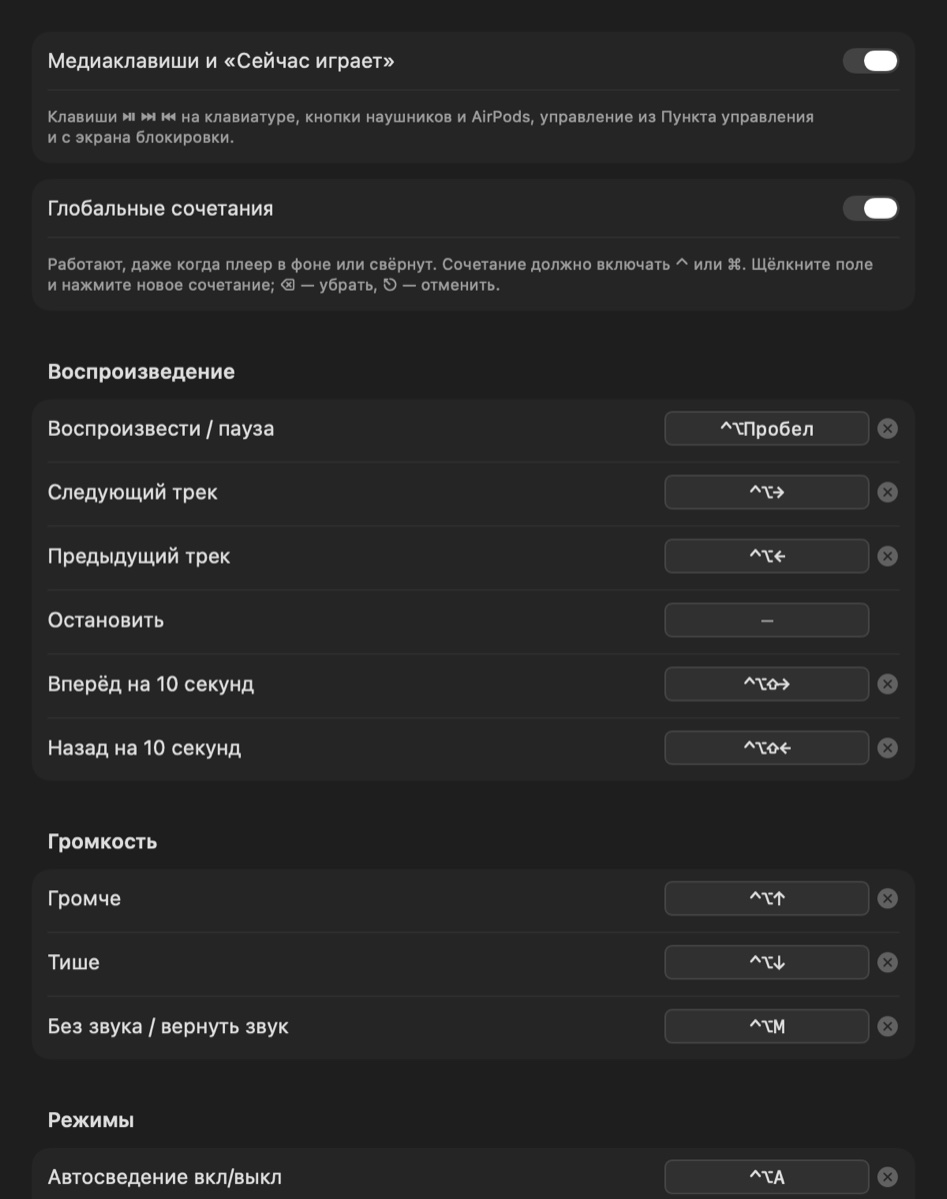 Медиаклавиши и «Сейчас играет»
Клавиши ⏯ ⏭ ⏮ на клавиатуре, кнопки наушников и AirPods, управление из Пункта управления
и с экрана блокировки.
Глобальные сочетания
Работают, даже когда плеер в фоне или свёрнут. Сочетание должно включать ⌃ или ⌘. Щёлкните поле
и нажмите новое сочетание; ⌫ — убрать, ⎋ — отменить.
Воспроизведение
Воспроизвести / пауза ⌃⌥Пробел
Следующий трек ⌃⌥→
Предыдущий трек ⌃⌥←
Остановить —
Вперёд на 10 секунд ⌃⌥⇧→
Назад на 10 секунд ⌃⌥⇧←
Громкость
Громче ⌃⌥↑
Тише ⌃⌥↓
Без звука / вернуть звук ⌃⌥M
Режимы
Автосведение вкл/выкл ⌃⌥A